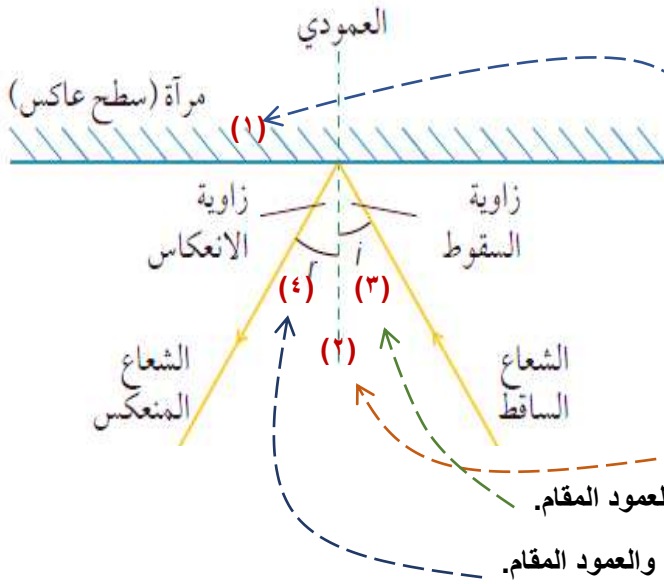 العمودي
مرآة (سطح عاكس)
(١)
زاوية
السقوط
زاوية
الانعكاس
i
r
(٣)
(٤)
(٢)
الشعاع
الساقط
الشعاع
المنعكس
لعمود المقام.
والعمود المقام.